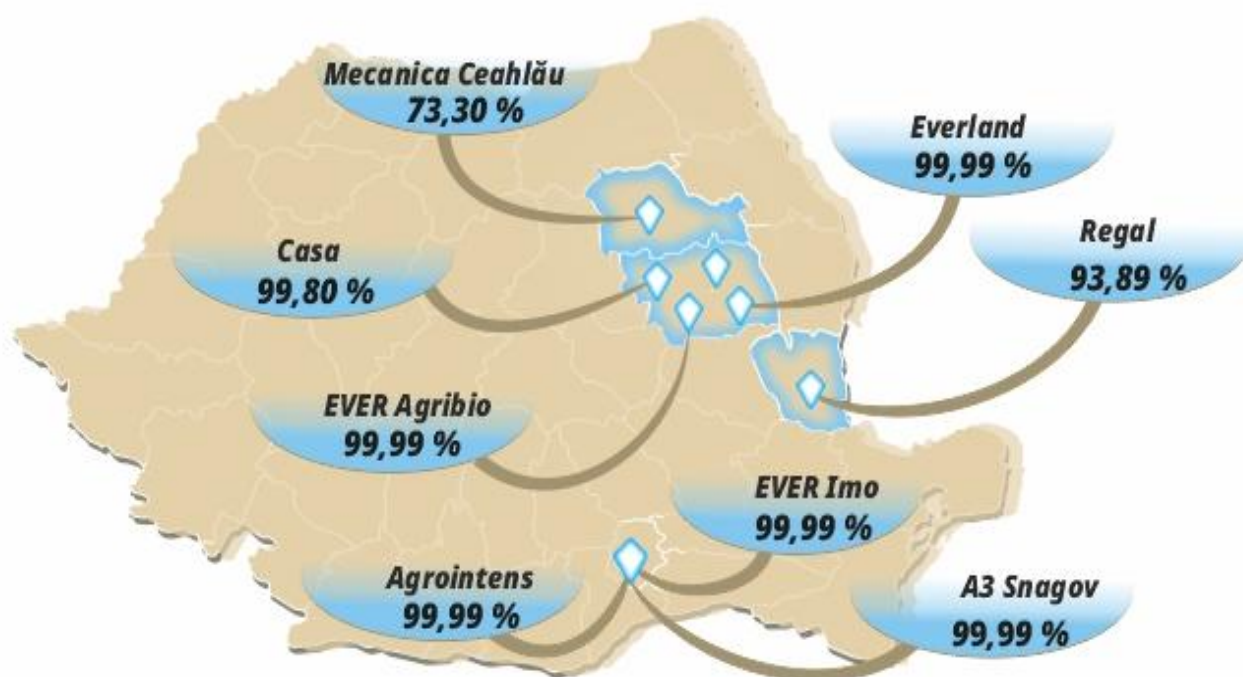 Mecanica Ceahlău
73,30 %
Everland
99,99 %
Regal
93,89 %
Casa
99,80 %
EVER Agribio
99,99 %
EVER Imo
99,99 %
Agrointens
99,99 %
A3 Snagov
99,99 %